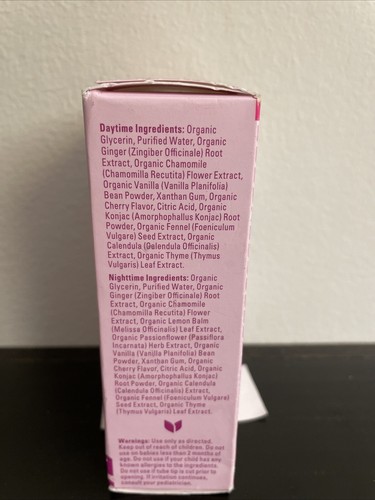 Daytime Ingredients: Organic
Glycerin, Purified Water, Organic
Ginger (Zingiber Officinale) Root
Extract, Organic Chamomile
(Chamomilla Recutita) Flower Extract,
Organic Vanilla (Vanilla Planifolia)
Bean Powder, Xanthan Gum, Organic
Cherry Flavor, Citric Acid, Organic
Konjac (Amorphophallus Konjac) Root
Powder, Organic Fennel (Foeniculum
Vulgare) Seed Extract, Organic
Calendula (Calendula Officinalis)
Extract, Organic Thyme (Thymus
Vulgaris) Leaf Extract.
Nighttime Ingredients: Organic
Glycerin, Purified Water, Organic
Ginger (Zingiber Officinale) Root
Extract, Organic Chamomile
(Chamomilla Recutita) Flower
Extract, Organic Lemon Balm
(Melissa Officinalis) Leaf Extract,
Organic Passionflower (Passiflora
Incarnata) Herb Extract, Organic
Vanilla (Vanilla Planifolia) Bean
Powder, Xanthan Gum, Organic
Cherry Flavor, Citric Acid, Organic
Konjac (Amorphophallus Konjac)
Root Powder, Organic Calendula
(Calendula Officinalis) Extract,
Organic Fennel (Foeniculum Vulgare)
Seed Extract, Organic Thyme
(Thymus Vulgaris) Leaf Extract.
Warnings: Use only as directed.
Keep out of reach of children. Do not
use on babies less than 2 months of
age. Do not use if your child has any
known allergies to the ingredients.
Do not use if tube tip is cut prior to
opening. If irritation continues,
consult your pediatrician.